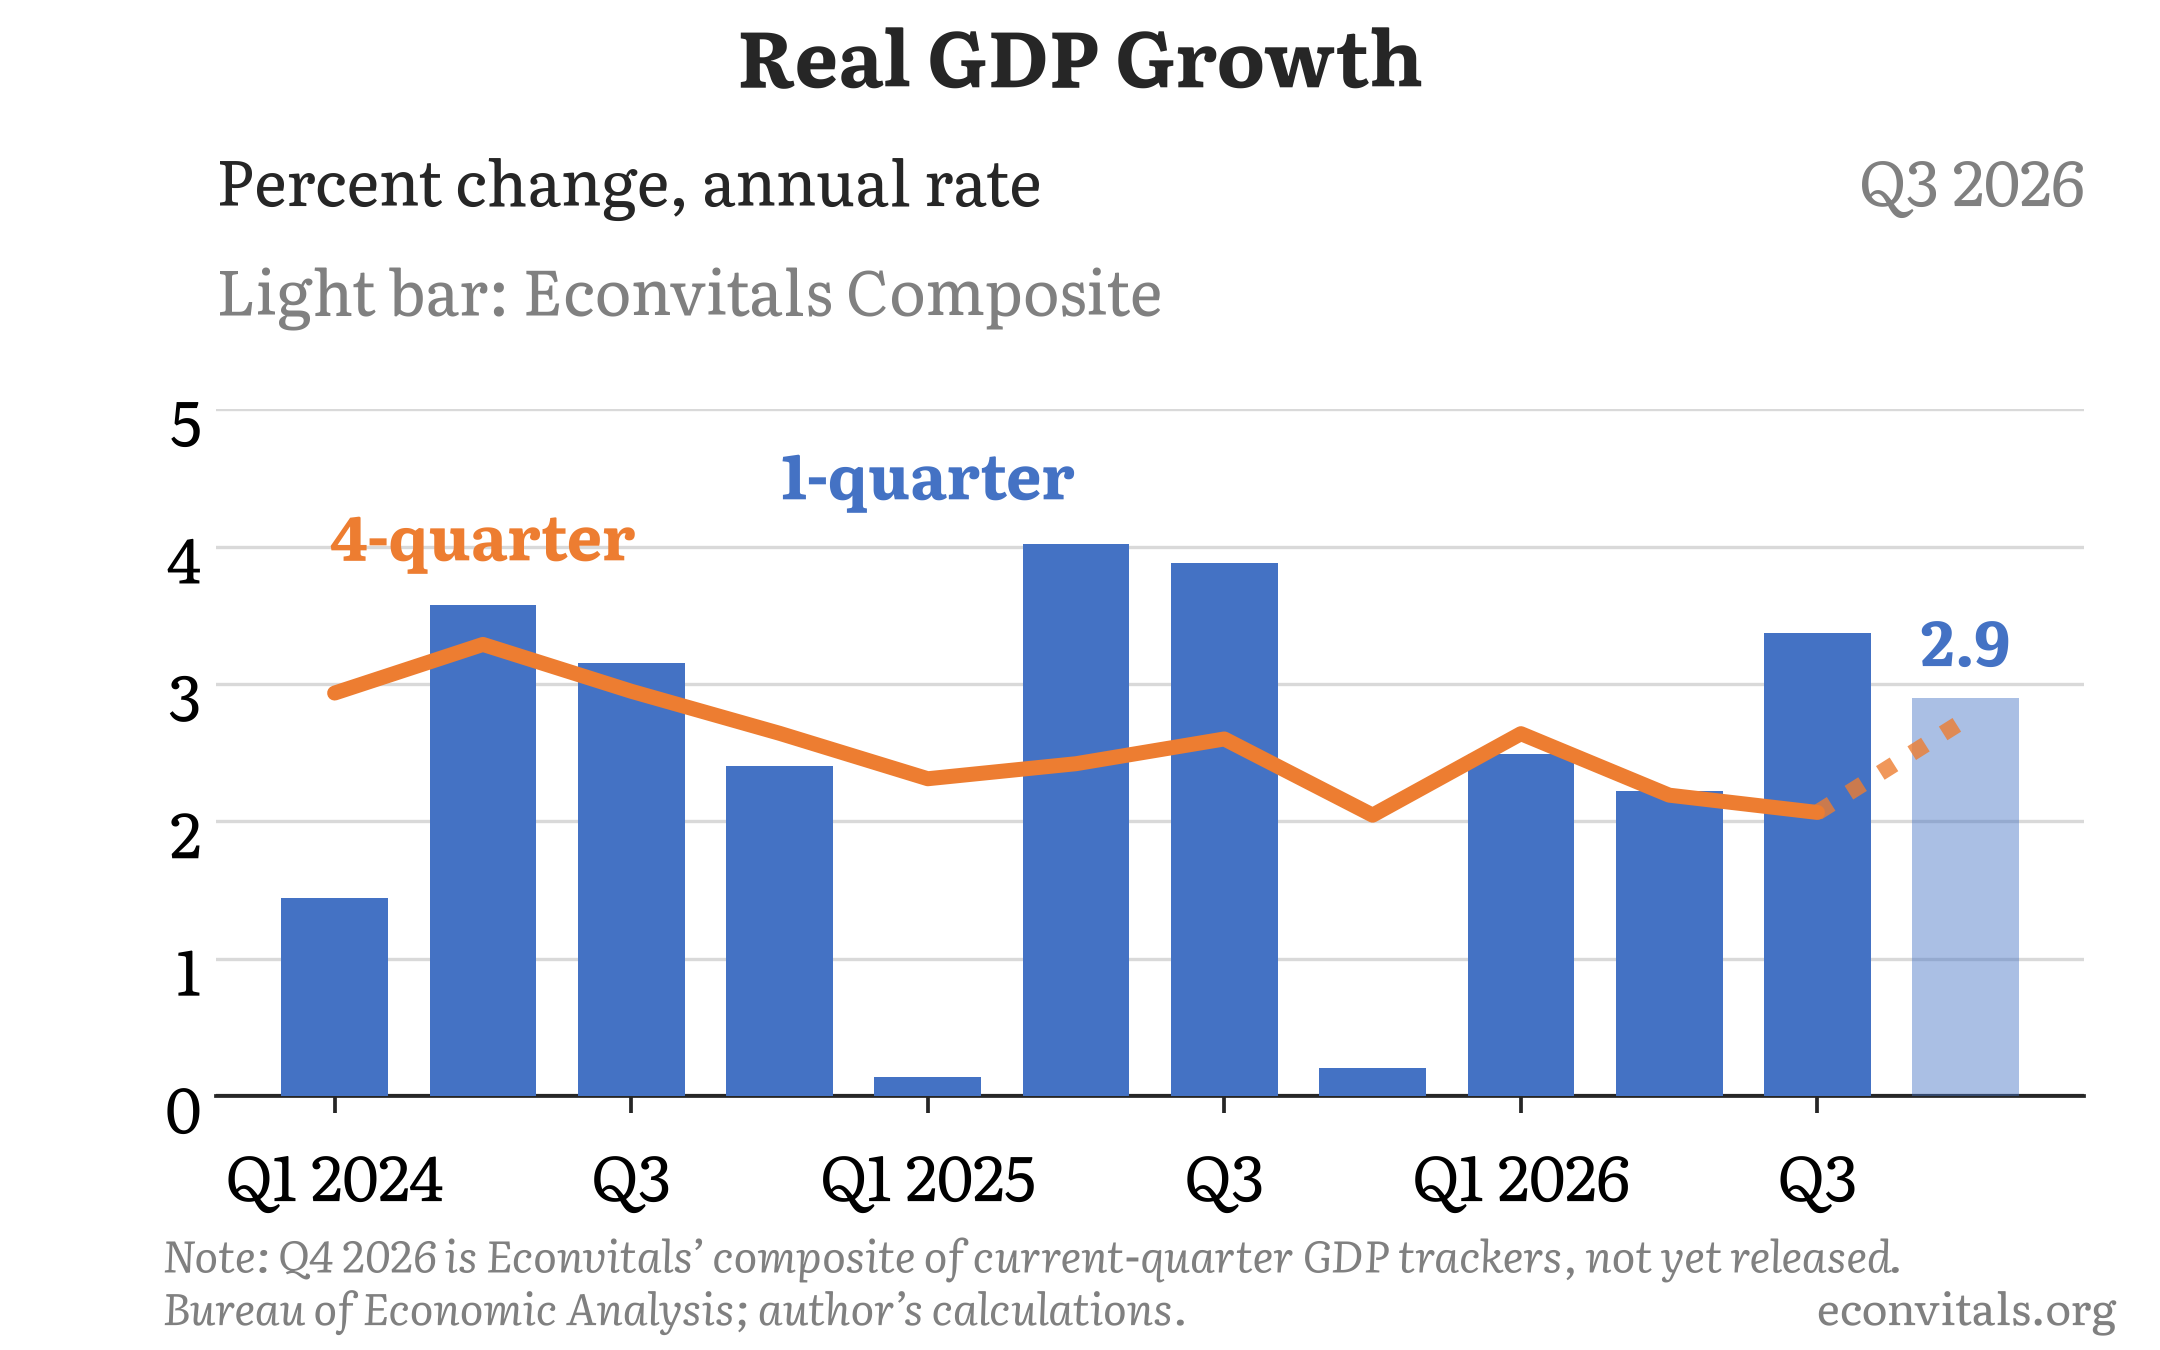 Real GDP Growth
Percent change, annual rate
Q3 2026
Light bar: Econvitals Composite
5
1-quarter
4-quarter
4
2.9
3
2
1
0
Q1 2024 Q3 Q1 2025 Q3 Q1 2026 Q3
Note: Q4 2026 is Econvitals’ composite of current-quarter GDP trackers, not yet released.
Bureau of Economic Analysis; author’s calculations.
econvitals.org